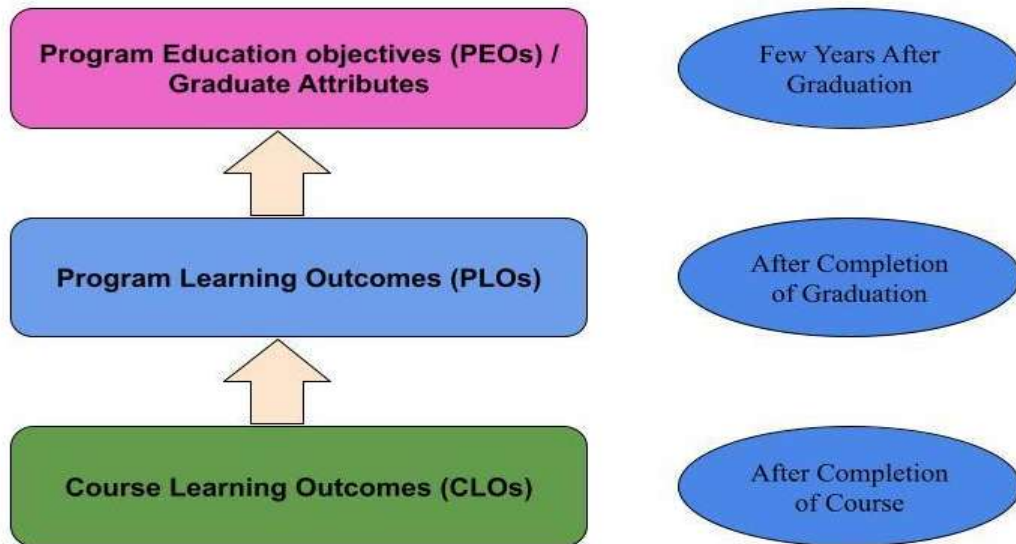 Program Education objectives (PEOs) /
Graduate Attributes
Few Years After
Graduation
Program Learning Outcomes (PLOs)
After Completion
of Graduation
Course Learning Outcomes (CLOs)
After Completion
of Course